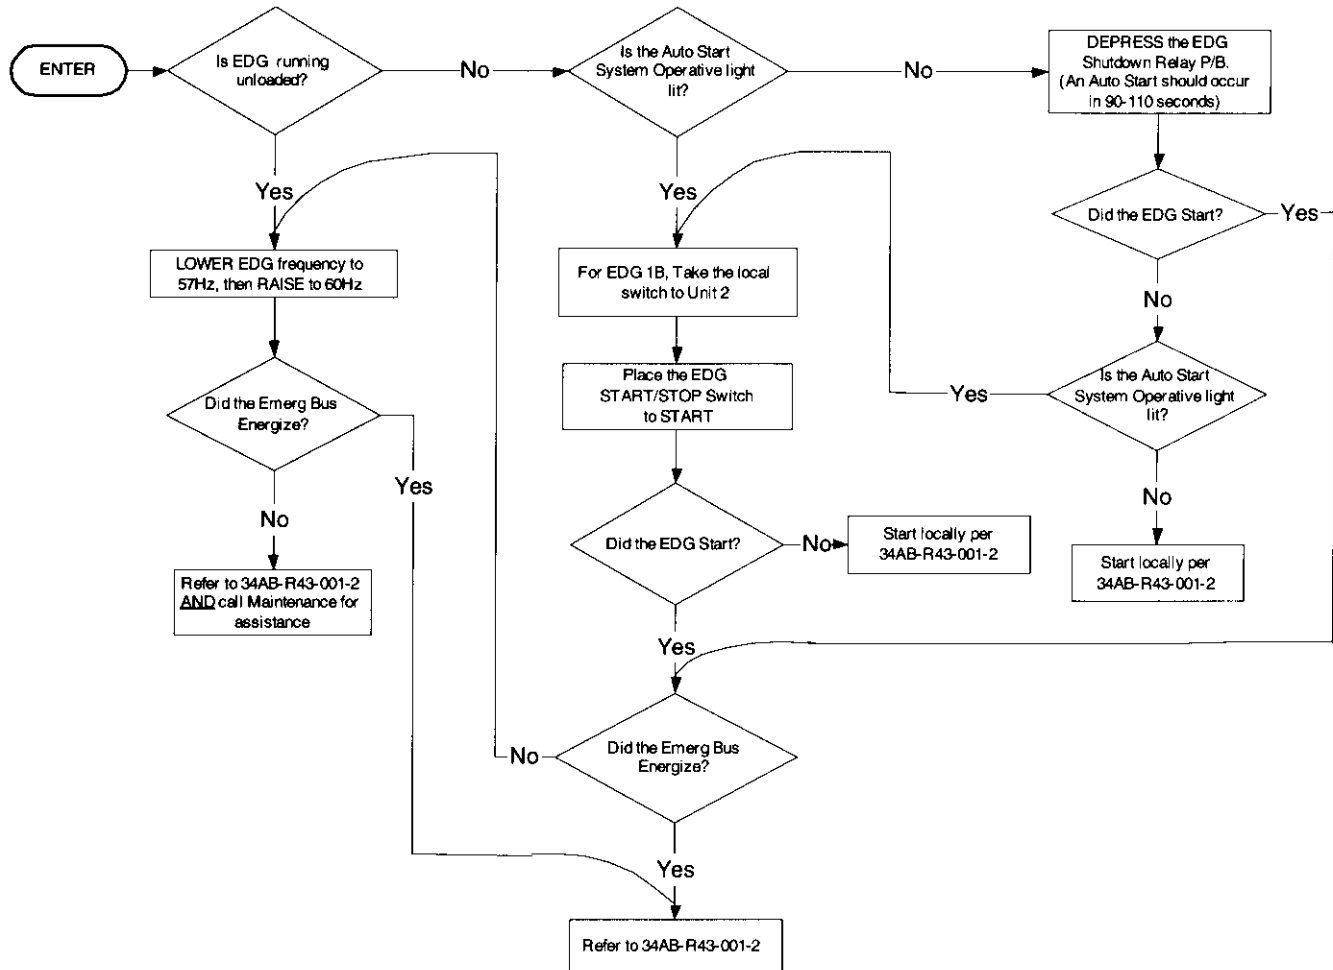 ENTER
Is EDG running
unloaded?
No
Is the Auto Start
System Operative light
lit?
No
DEPRESS the EDG
Shutdown Relay P/B.
(An Auto Start should occur
in 90-110 seconds)
Yes
Yes
Did the EDG Start?
Yes
LOWER EDG frequency to
57Hz, then RAISE to 60Hz
For EDG 1B, Take the local
switch to Unit 2
No
Did the Emerg Bus
Energize?
Place the EDG
START/STOP Switch
to START
Yes
Is the Auto Start
System Operative light
lit?
Yes
No
No
Did the EDG Start?
No
Start locally per
34AB-R43-001-2
Start locally per
34AB-R43-001-2
Refer to 34AB-R43-001-2
AND call Maintenance for
assistance
Yes
No
Did the Emerg Bus
Energize?
Yes
Refer to 34AB-R43-001-2